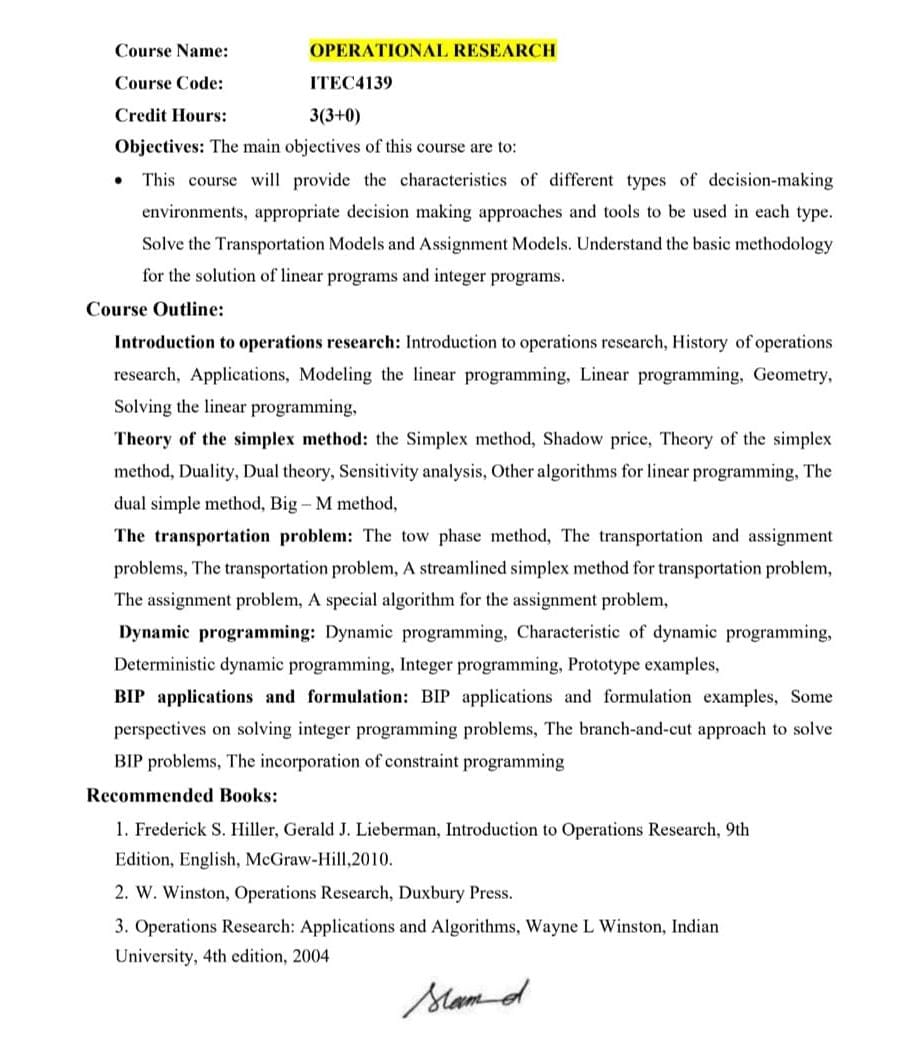 Course Name: OPERATIONAL RESEARCH
Course Code: ITEC4139
Credit Hours: 3(3+0)
Objectives: The main objectives of this course are to:
• This course will provide the characteristics of different types of decision-making
environments, appropriate decision making approaches and tools to be used in each type.
Solve the Transportation Models and Assignment Models. Understand the basic methodology
for the solution of linear programs and integer programs.
Course Outline:
Introduction to operations research: Introduction to operations research, History of operations
research, Applications, Modeling the linear programming, Linear programming, Geometry,
Solving the linear programming,
Theory of the simplex method: the Simplex method, Shadow price, Theory of the simplex
method, Duality, Dual theory, Sensitivity analysis, Other algorithms for linear programming, The
dual simple method, Big – M method,
The transportation problem: The tow phase method, The transportation and assignment
problems, The transportation problem, A streamlined simplex method for transportation problem,
The assignment problem, A special algorithm for the assignment problem,
Dynamic programming: Dynamic programming, Characteristic of dynamic programming,
Deterministic dynamic programming, Integer programming, Prototype examples,
BIP applications and formulation: BIP applications and formulation examples, Some
perspectives on solving integer programming problems, The branch-and-cut approach to solve
BIP problems, The incorporation of constraint programming
Recommended Books:
1. Frederick S. Hiller, Gerald J. Lieberman, Introduction to Operations Research, 9th
Edition, English, McGraw-Hill,2010.
2. W. Winston, Operations Research, Duxbury Press.
3. Operations Research: Applications and Algorithms, Wayne L Winston, Indian
University, 4th edition, 2004